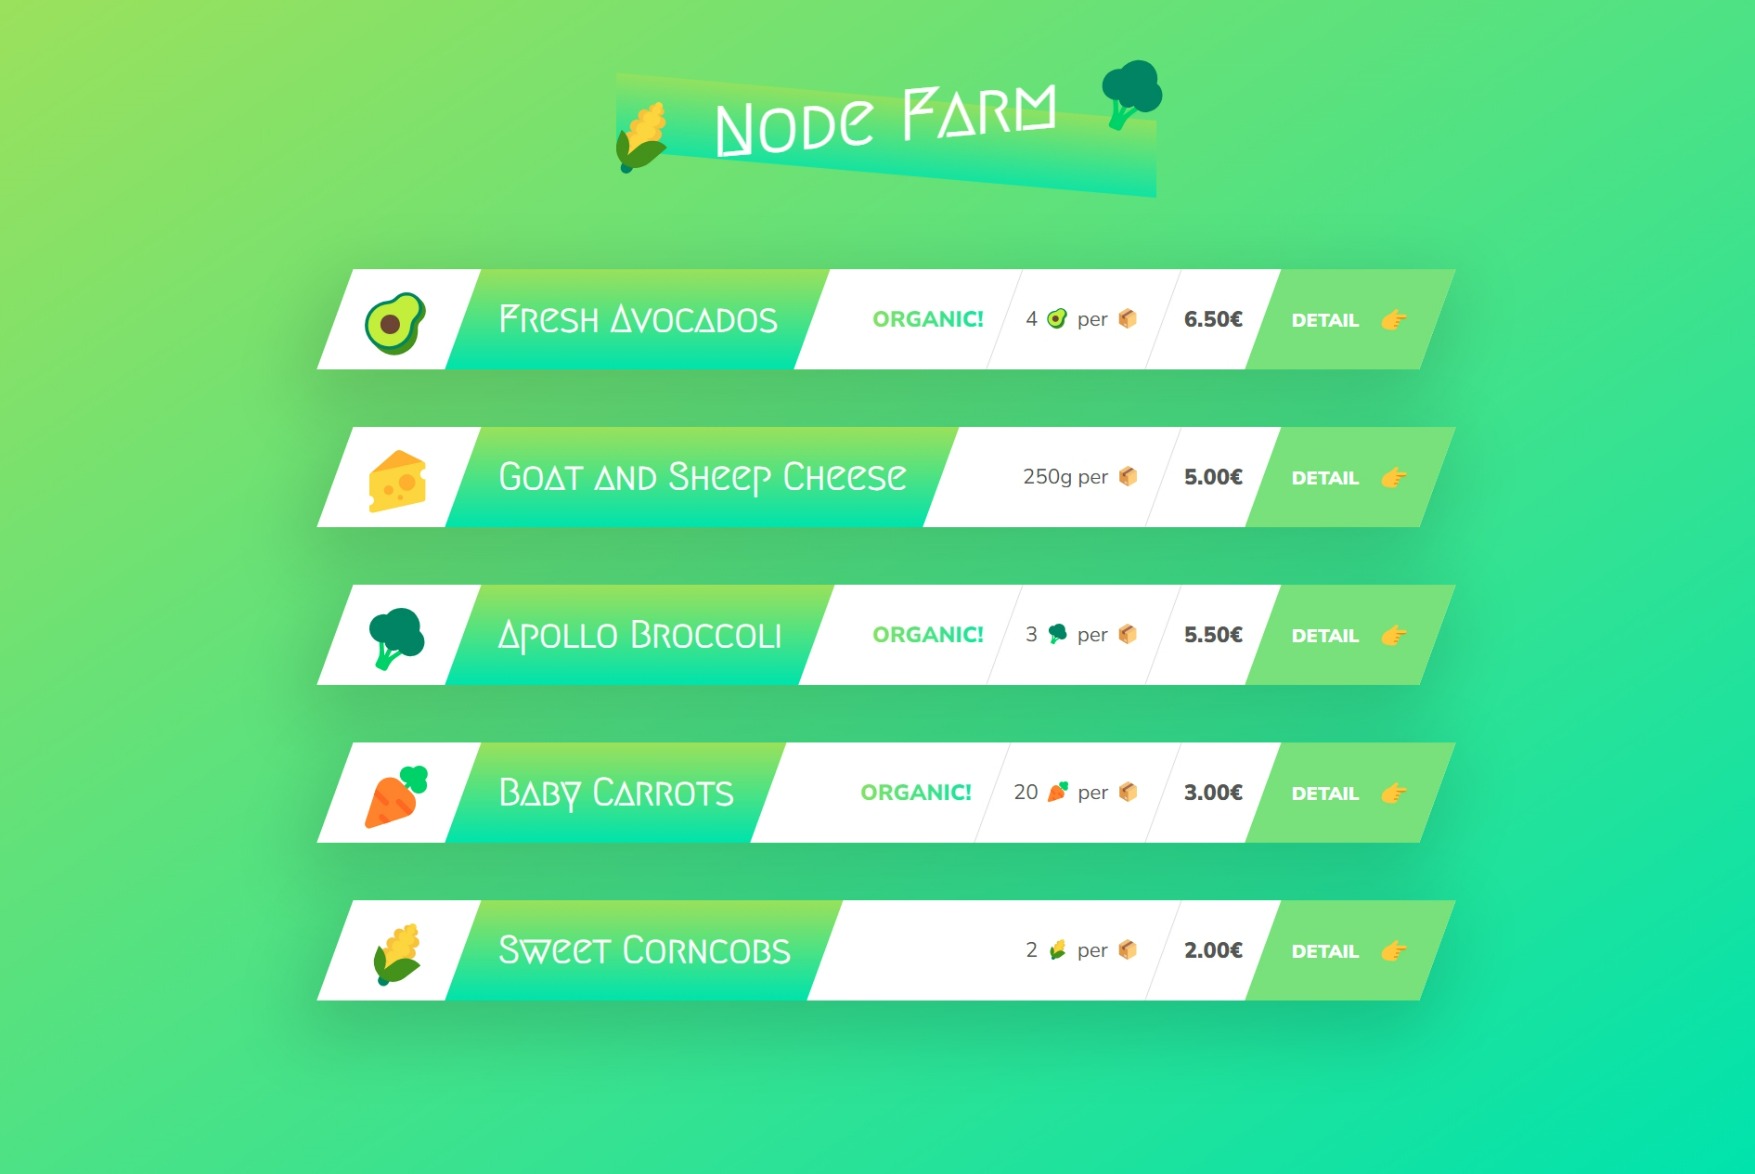 Node Farm
Fresh Avocados ORGANIC! 4 🥑 per 📦 6.50€ DETAIL 👉
Goat and Sheep Cheese 250g per 📦 5.00€ DETAIL 👉
Apollo Broccoli ORGANIC! 3 🥦 per 📦 5.50€ DETAIL 👉
Baby Carrots ORGANIC! 20 🥕 per 📦 3.00€ DETAIL 👉
Sweet Corncobs 2 🌽 per 📦 2.00€ DETAIL 👉